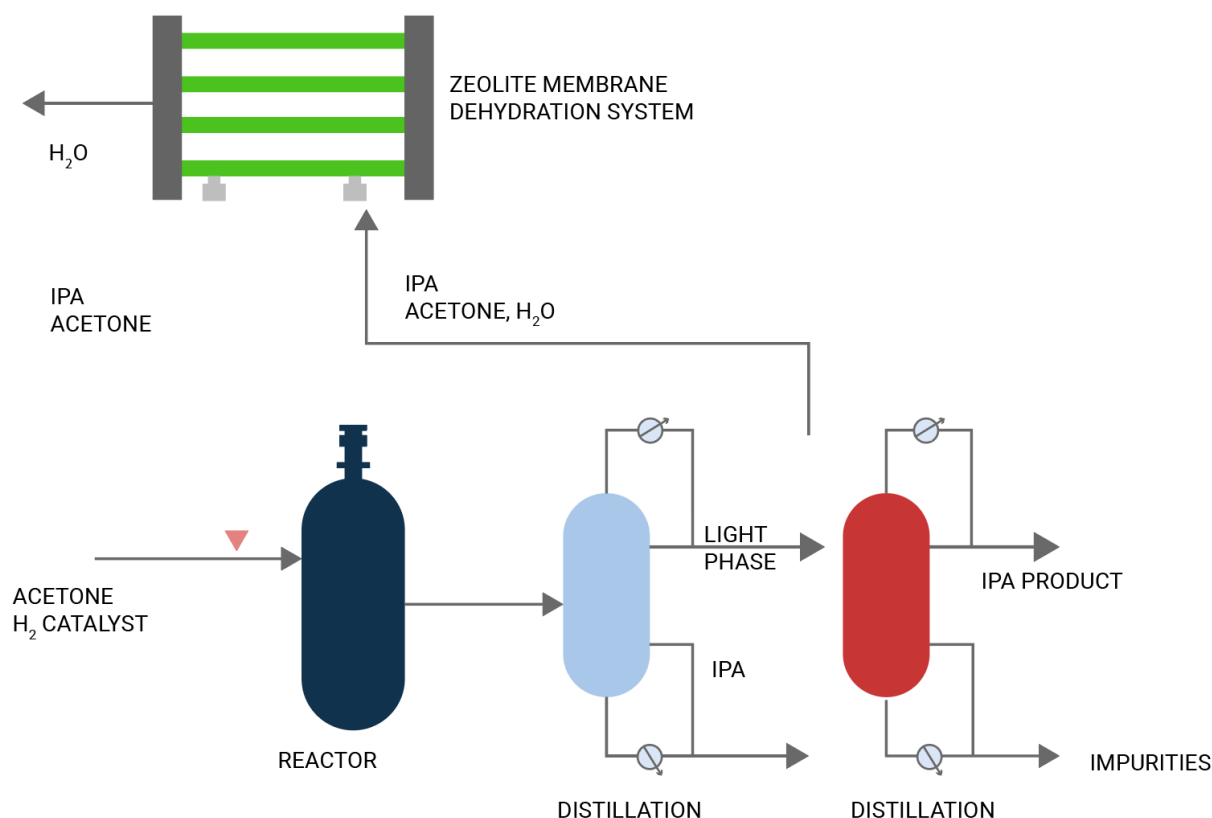 ZEOLITE MEMBRANE
DEHYDRATION SYSTEM
H₂O
IPA
ACETONE
IPA
ACETONE, H₂O
LIGHT
PHASE
IPA PRODUCT
ACETONE
H₂ CATALYST
IPA
REACTOR
IMPURITIES
DISTILLATION
DISTILLATION